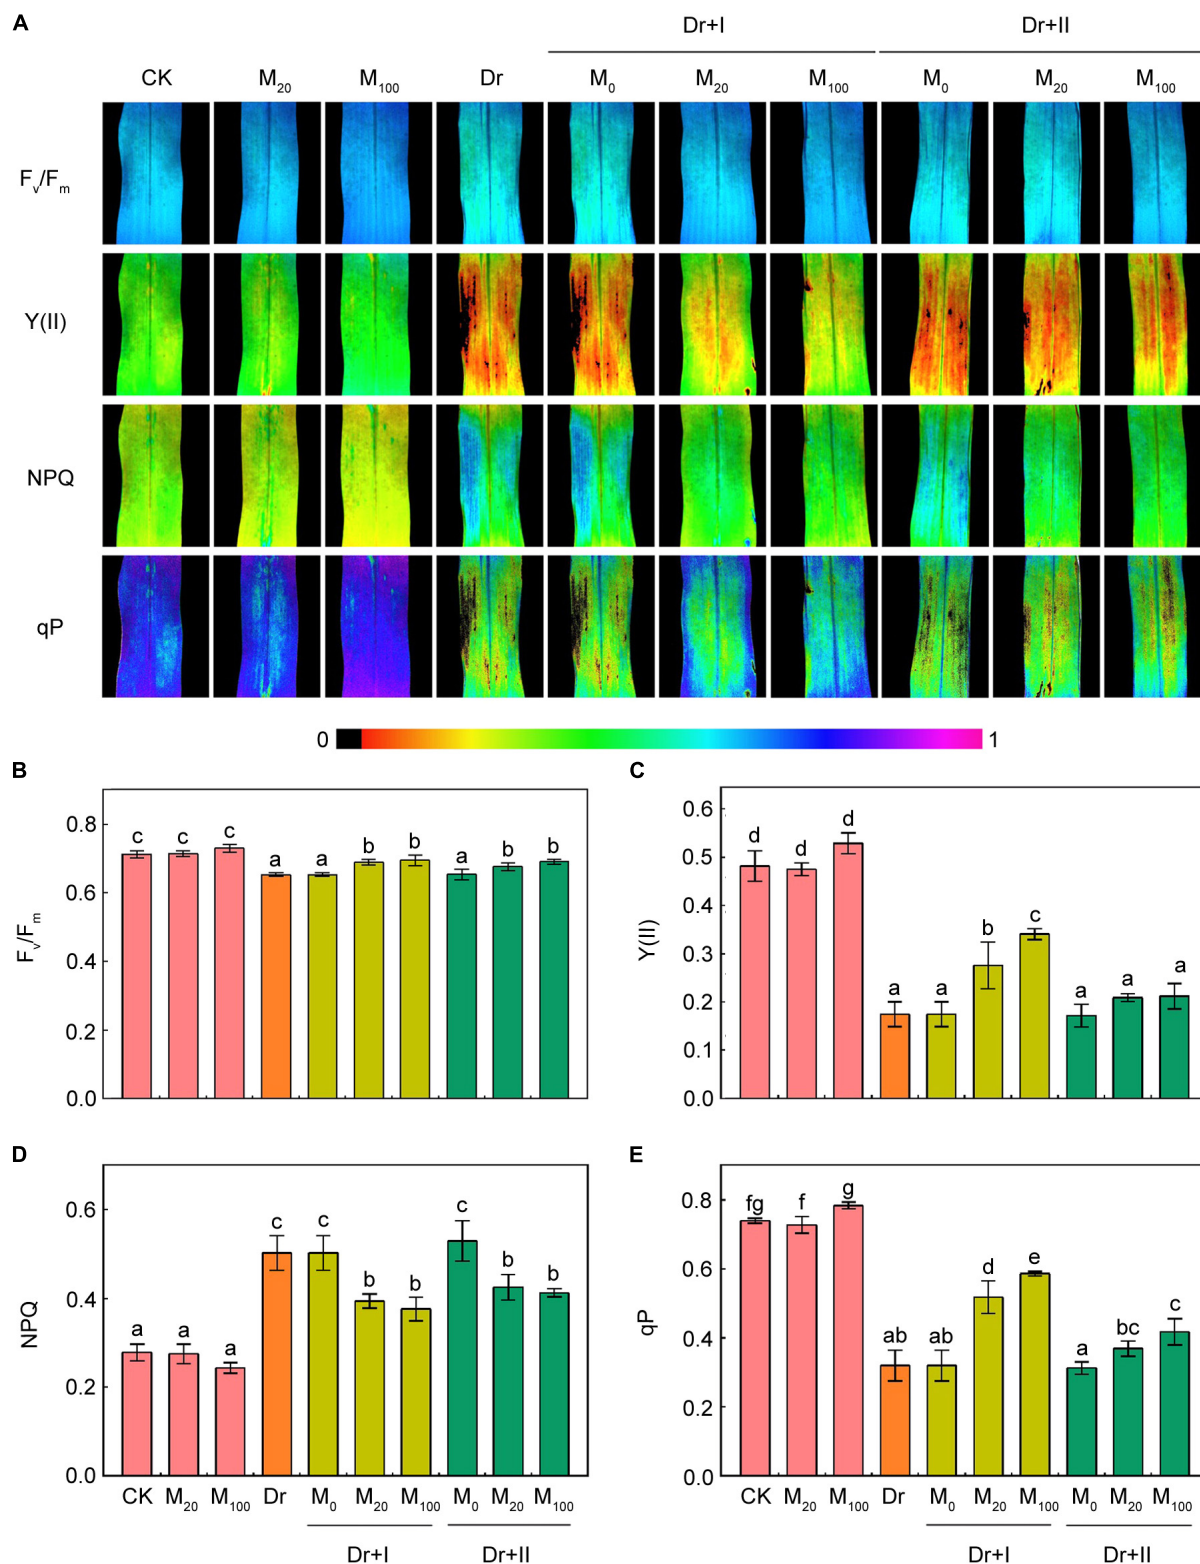 A
Dr+I Dr+II
CK M20 M100 Dr M0 M20 M100 M0 M20 M100
Fv/Fm
Y(II)
NPQ
qP
0 1
B
Fv/Fm
0.8
0.6
0.4
0.2
0.0
c c c a a b b a b b
C
Y(II)
0.6
0.5
0.4
0.3
0.2
0.1
0.0
d d d a a b c a a a
D
NPQ
0.6
0.4
0.2
0.0
a a a c c b b c b b
CK M20 M100 Dr M0 M20 M100 M0 M20 M100
Dr+I Dr+II
E
qP
0.8
0.6
0.4
0.2
0.0
fg f g ab ab d e a bc c
CK M20 M100 Dr M0 M20 M100 M0 M20 M100
Dr+I Dr+II